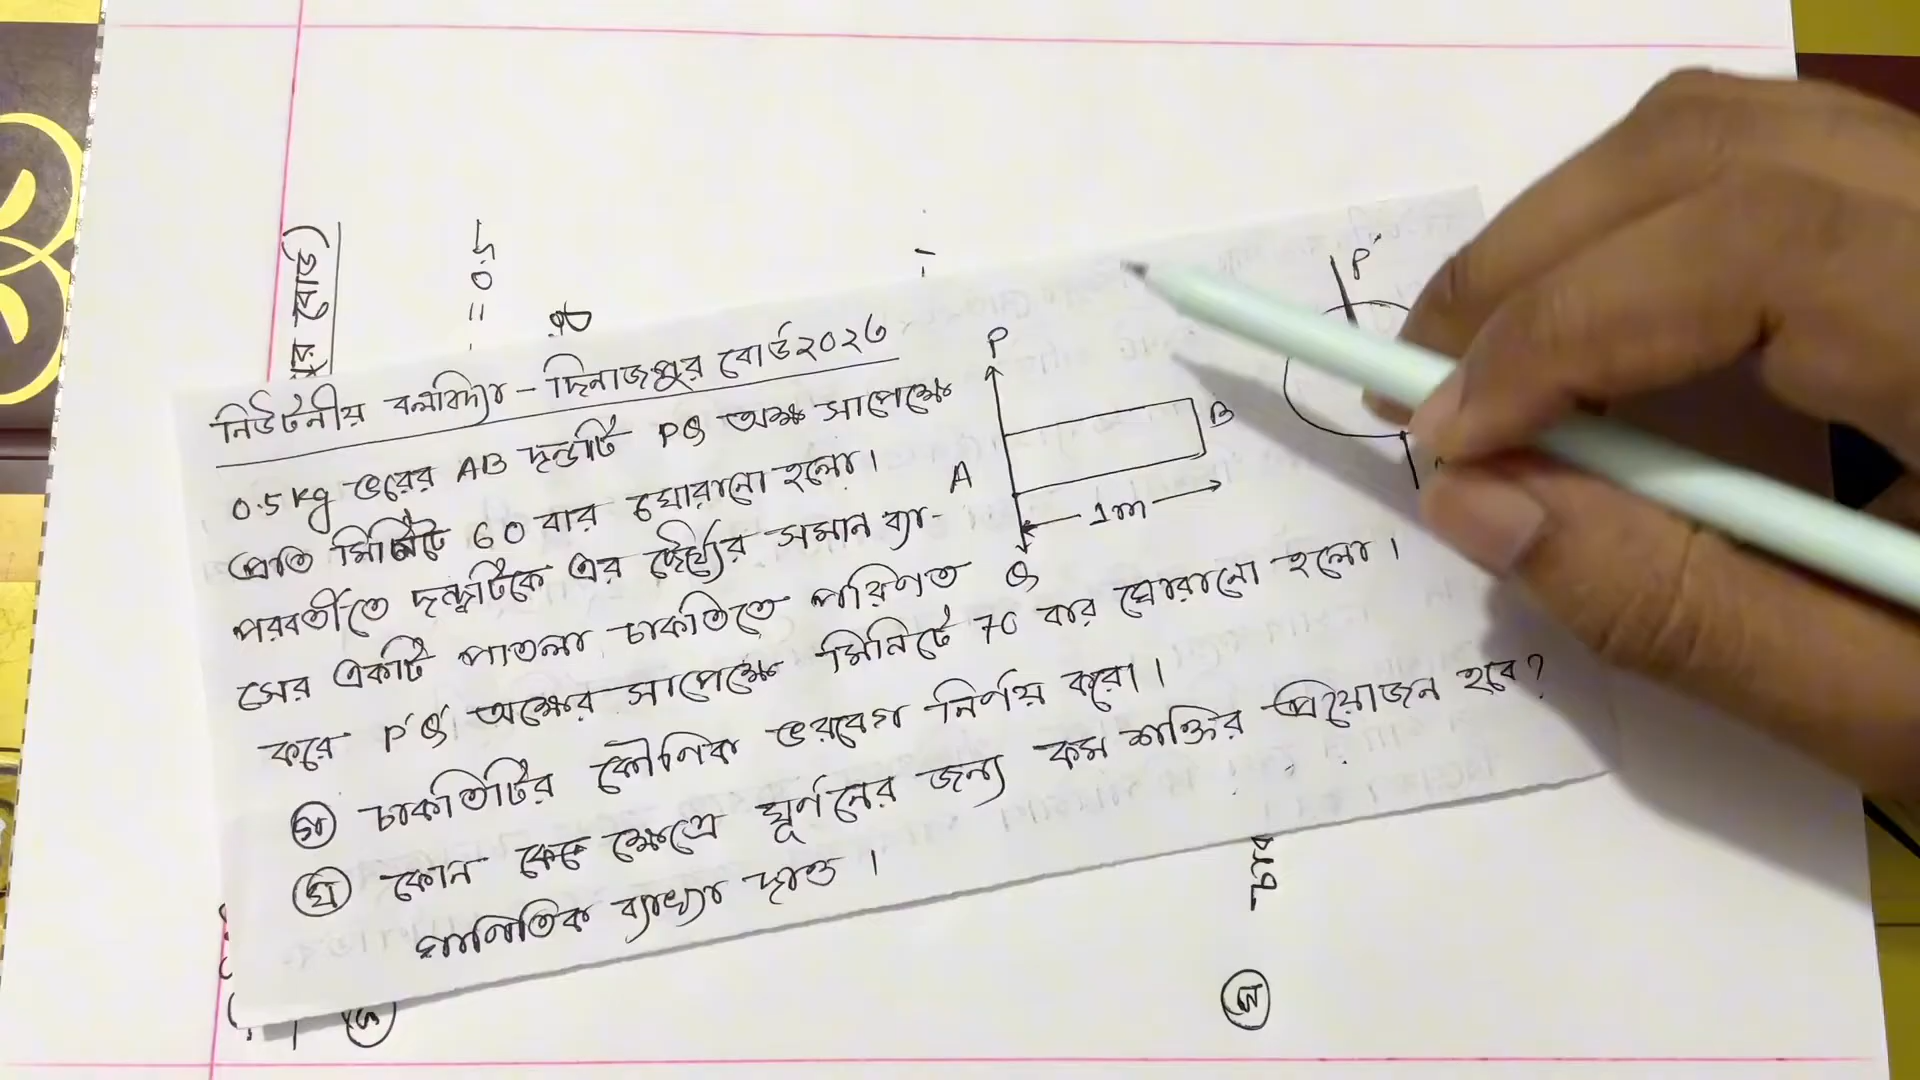 নিউটনীয় বলবিদ্যা - দিনাজপুর বোর্ড ২০২৩
0.5 kg ভরের AB দন্ডটি PQ অক্ষ সাপেক্ষে
প্রতি মিনিটে 60 বার ঘোরানো হলো।
পরবর্তীতে দন্ডটিকে এর দৈর্ঘ্যের সমান ব্যা-
সের একটি পাতলা চাকতিতে পরিণত
করে P'Q' অক্ষের সাপেক্ষে মিনিটে 70 বার ঘোরানো হলো।
গ চাকতিটির কৌণিক ভরবেগ নির্ণয় করো।
ঘ কোন ক্ষেত্রে ঘূর্ণনের জন্য কম শক্তির প্রয়োজন হবে?
গাণিতিক ব্যাখ্যা দাও।
P
A
B
1m
Q
P'